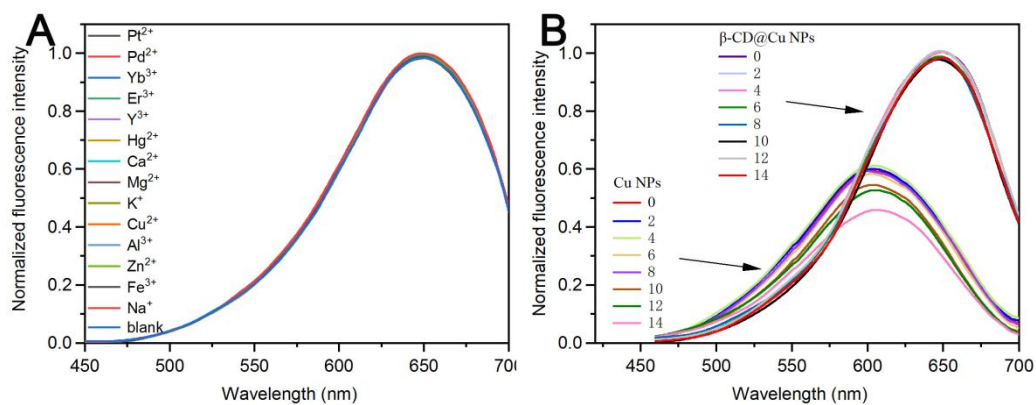 A
Normalized fluorescence intensity
1.0
0.8
0.6
0.4
0.2
0.0
Pt²⁺
Pd²⁺
Yb³⁺
Er³⁺
Y³⁺
Hg²⁺
Ca²⁺
Mg²⁺
K⁺
Cu²⁺
Al³⁺
Zn²⁺
Fe³⁺
Na⁺
blank
450 500 550 600 650 700
Wavelength (nm)
B
Normalized fluorescence intensity
1.0
0.8
0.6
0.4
0.2
0.0
β-CD@Cu NPs
0
2
4
6
8
10
12
14
Cu NPs
0
2
4
6
8
10
12
14
450 500 550 600 650 700
Wavelength (nm)